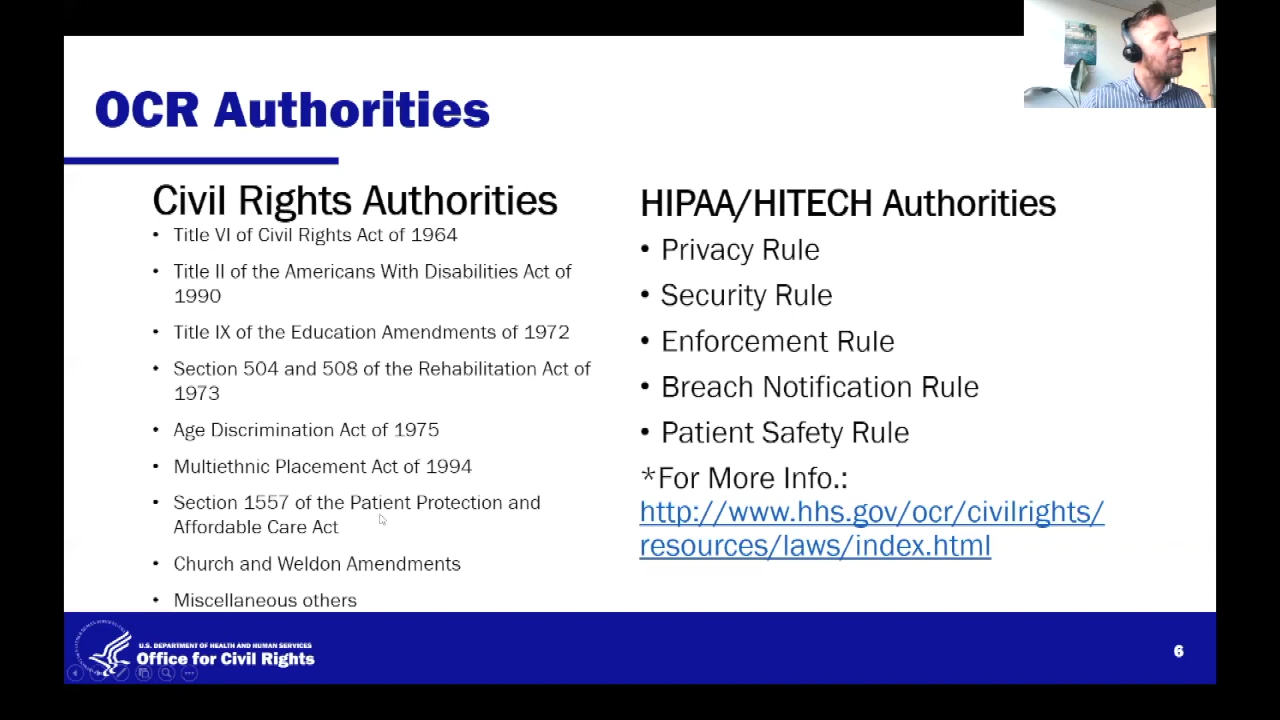 OCR Authorities
Civil Rights Authorities
• Title VI of Civil Rights Act of 1964
• Title II of the Americans With Disabilities Act of
1990
• Title IX of the Education Amendments of 1972
• Section 504 and 508 of the Rehabilitation Act of
1973
• Age Discrimination Act of 1975
• Multiethnic Placement Act of 1994
• Section 1557 of the Patient Protection and
Affordable Care Act
• Church and Weldon Amendments
• Miscellaneous others
HIPAA/HITECH Authorities
• Privacy Rule
• Security Rule
• Enforcement Rule
• Breach Notification Rule
• Patient Safety Rule
*For More Info.:
http://www.hhs.gov/ocr/civilrights/
resources/laws/index.html
U.S. DEPARTMENT OF HEALTH AND HUMAN SERVICES
Office for Civil Rights
6